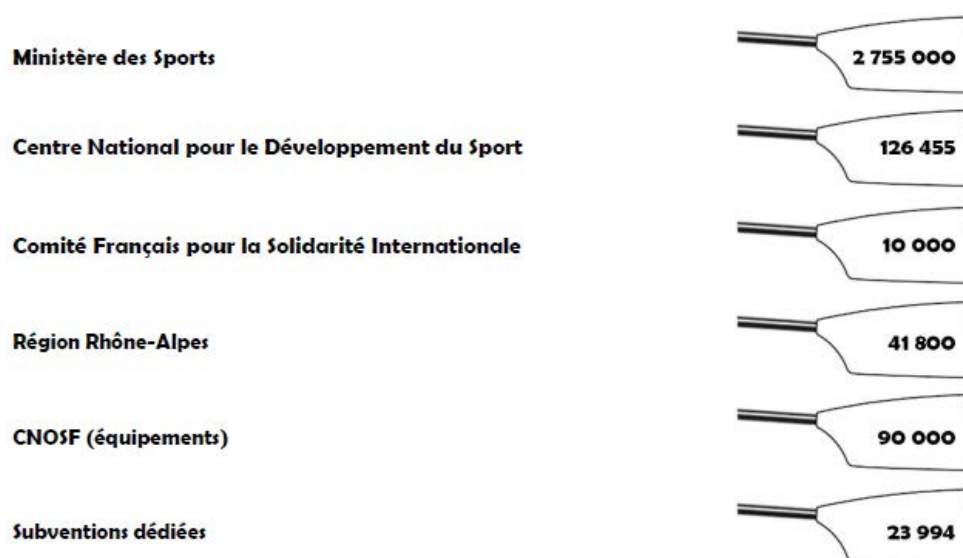 Ministère des Sports 2 755 000
Centre National pour le Développement du Sport 126 455
Comité Français pour la Solidarité Internationale 10 000
Région Rhône-Alpes 41 800
CNOSF (équipements) 90 000
Subventions dédiées 23 994